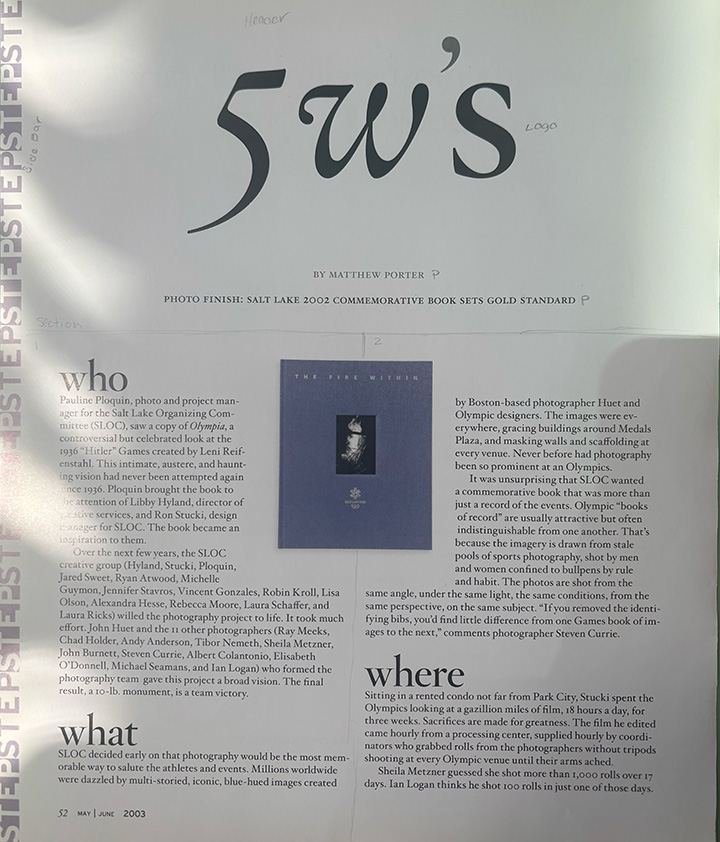 Header
5w's
Logo
Side Bar
STEPSTEPSTEPSTEPSTEPSTEPSTEPSTEP
BY MATTHEW PORTER P
PHOTO FINISH: SALT LAKE 2002 COMMEMORATIVE BOOK SETS GOLD STANDARD P
Section
1
2
who
Pauline Ploquin, photo and project man-
ager for the Salt Lake Organizing Com-
mittee (SLOC), saw a copy of Olympia, a
controversial but celebrated look at the
1936 "Hitler" Games created by Leni Reif-
enstahl. This intimate, austere, and haunt-
ing vision had never been attempted again
since 1936. Ploquin brought the book to
the attention of Libby Hyland, director of
creative services, and Ron Stucki, design
manager for SLOC. The book became an
inspiration to them.
Over the next few years, the SLOC
creative group (Hyland, Stucki, Ploquin,
Jared Sweet, Ryan Atwood, Michelle
Guymon, Jennifer Stavros, Vincent Gonzales, Robin Kroll, Lisa
Olson, Alexandra Hesse, Rebecca Moore, Laura Schaffer, and
Laura Ricks) willed the photography project to life. It took much
effort. John Huet and the 11 other photographers (Ray Meeks,
Chad Holder, Andy Anderson, Tibor Nemeth, Sheila Metzner,
John Burnett, Steven Currie, Albert Colantonio, Elisabeth
O'Donnell, Michael Seamans, and Ian Logan) who formed the
photography team gave this project a broad vision. The final
result, a 10-lb. monument, is a team victory.
what
SLOC decided early on that photography would be the most mem-
orable way to salute the athletes and events. Millions worldwide
were dazzled by multi-storied, iconic, blue-hued images created
THE FIRE WITHIN
by Boston-based photographer Huet and
Olympic designers. The images were ev-
erywhere, gracing buildings around Medals
Plaza, and masking walls and scaffolding at
every venue. Never before had photography
been so prominent at an Olympics.
It was unsurprising that SLOC wanted
a commemorative book that was more than
just a record of the events. Olympic "books
of record" are usually attractive but often
indistinguishable from one another. That's
because the imagery is drawn from stale
pools of sports photography, shot by men
and women confined to bullpens by rule
and habit. The photos are shot from the
same angle, under the same light, the same conditions, from the
same perspective, on the same subject. "If you removed the identi-
fying bibs, you'd find little difference from one Games book of im-
ages to the next," comments photographer Steven Currie.
where
Sitting in a rented condo not far from Park City, Stucki spent the
Olympics looking at a gazillion miles of film, 18 hours a day, for
three weeks. Sacrifices are made for greatness. The film he edited
came hourly from a processing center, supplied hourly by coordi-
nators who grabbed rolls from the photographers without tripods
shooting at every Olympic venue until their arms ached.
Sheila Metzner guessed she shot more than 1,000 rolls over 17
days. Ian Logan thinks he shot 100 rolls in just one of those days.
52 MAY | JUNE 2003